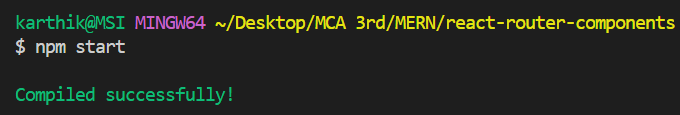 karthik@MSI MINGW64 ~/Desktop/MCA 3rd/MERN/react-router-components
$ npm start
Compiled successfully!